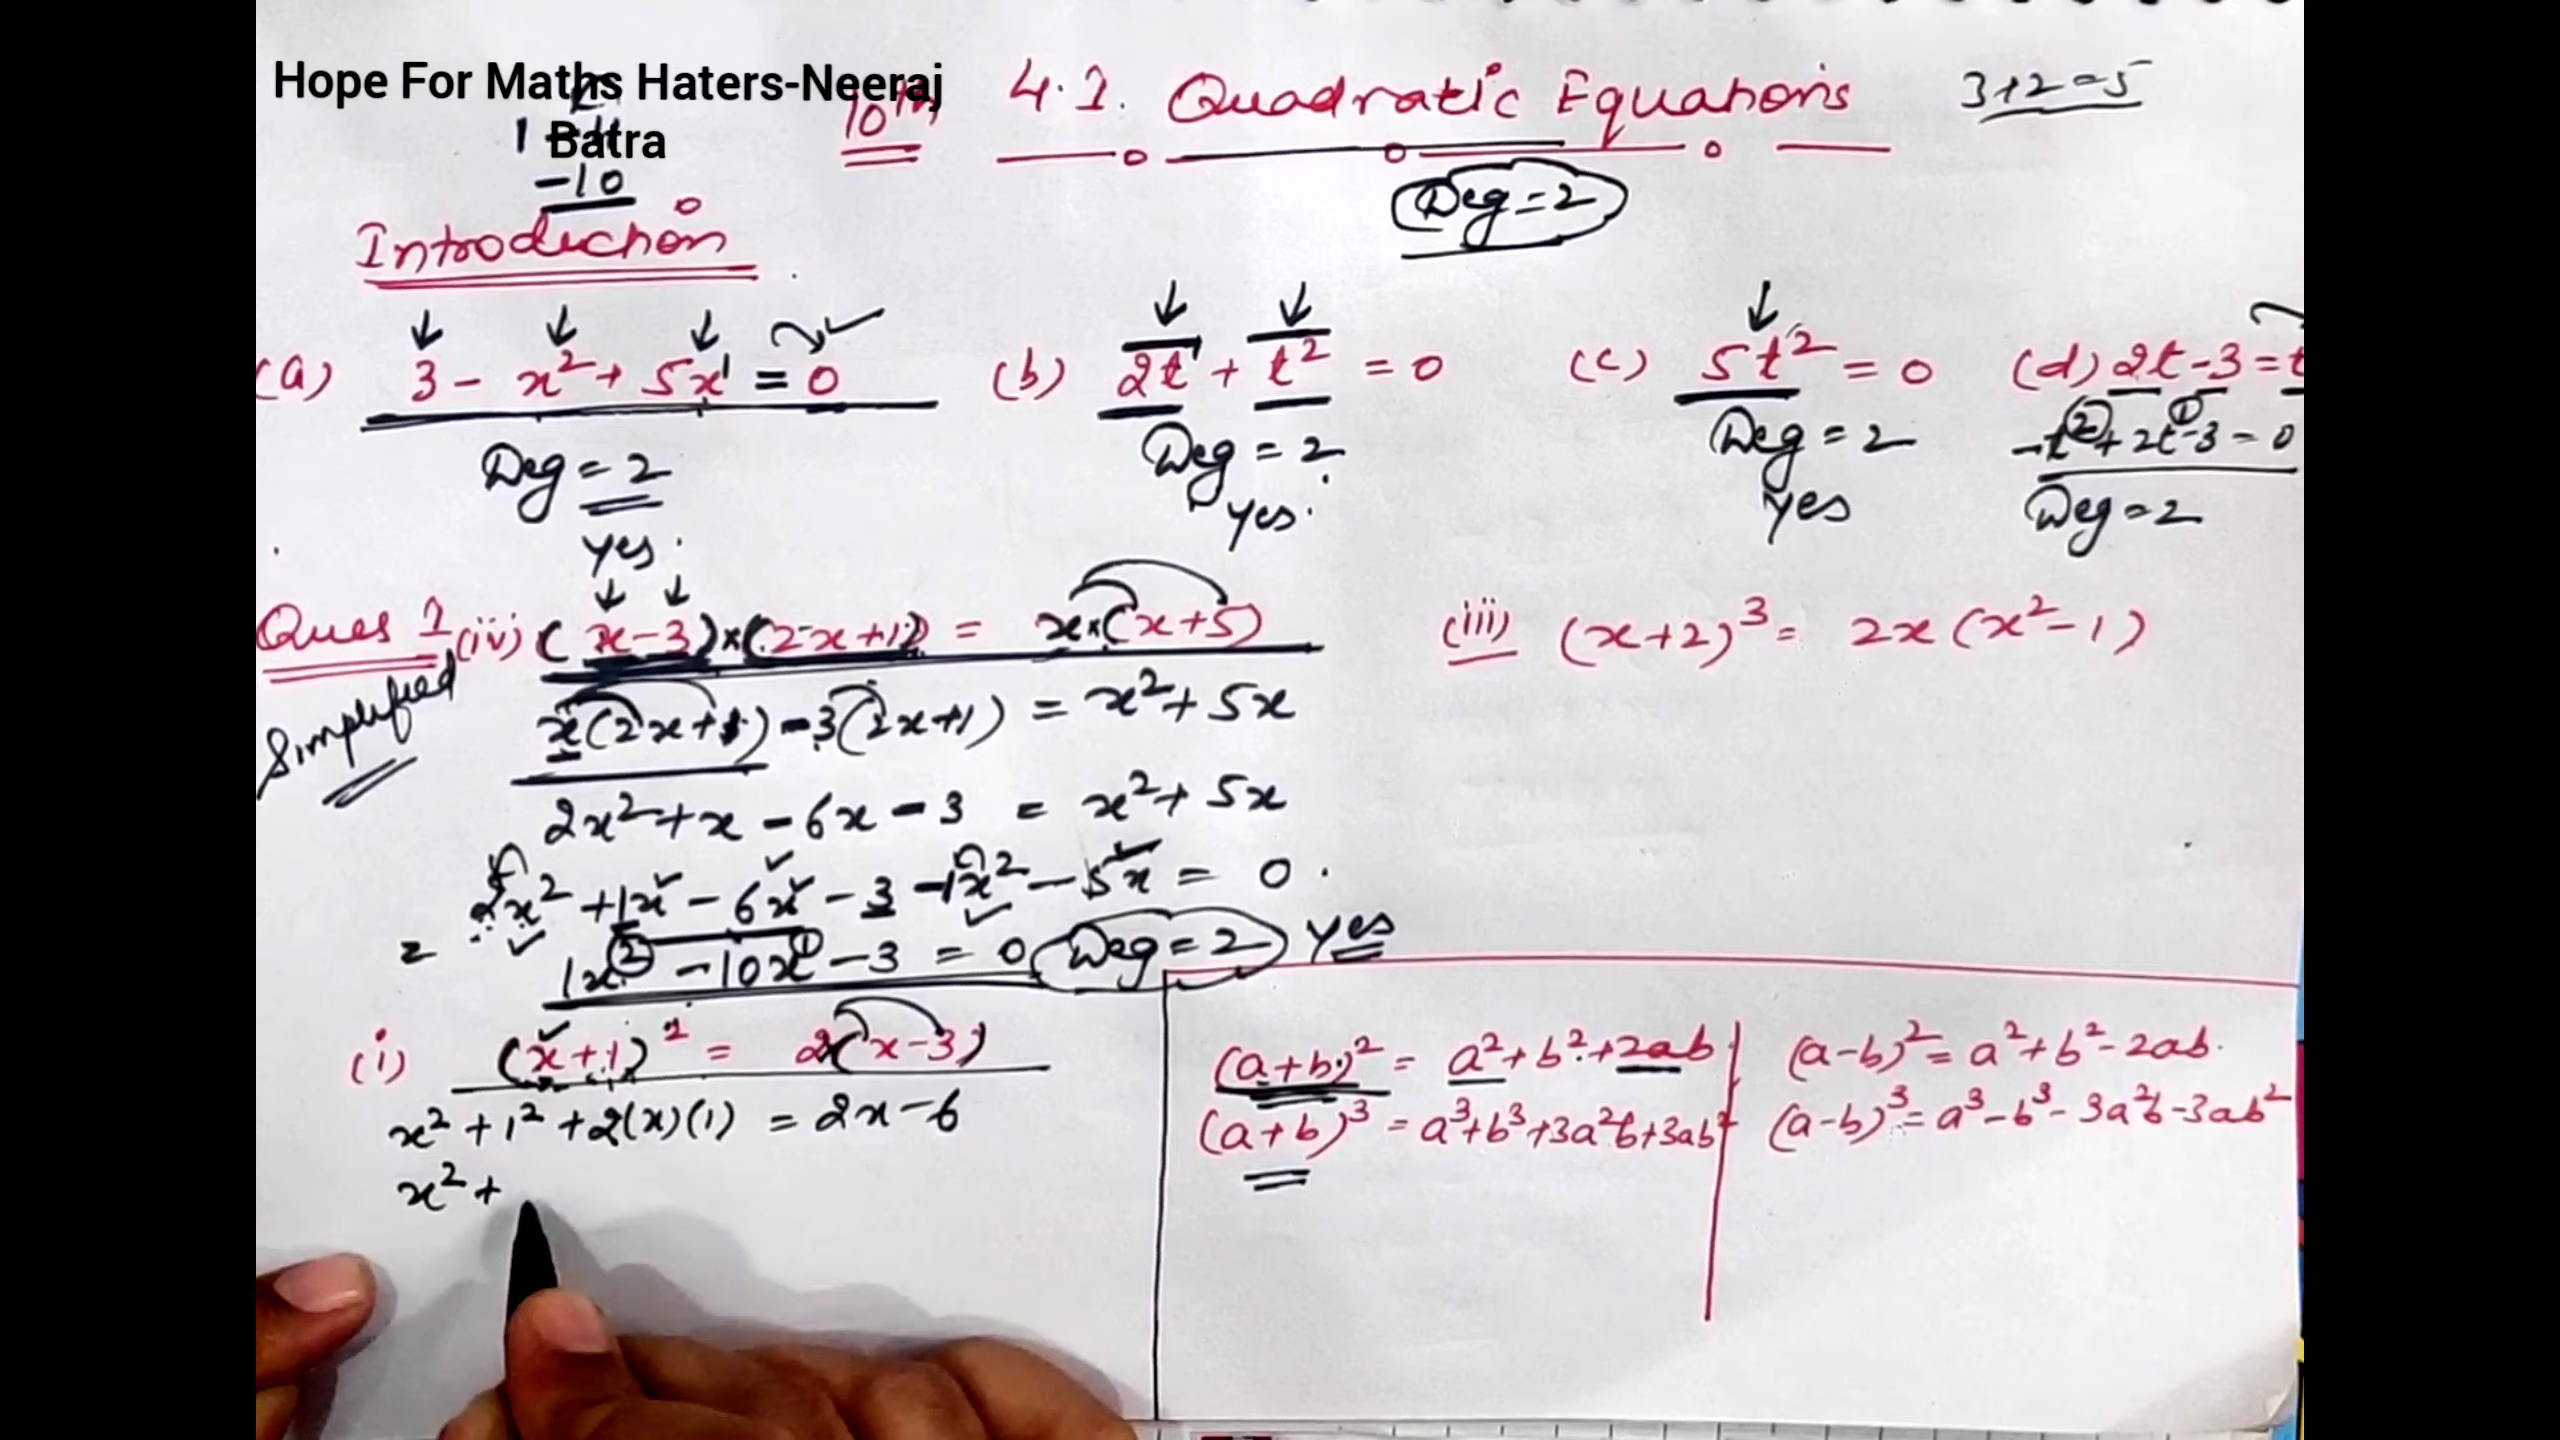 Hope For Maths Haters-Neeraj
Batra
10th 4.1. Quadratic Equations 3+2=5
-10
Deg=2
Introduction
(a) 3 - x² + 5x¹ = 0 (b) 2t¹ + t² = 0 (c) 5t² = 0 (d) 2t-3=t
Deg = 2 Deg = 2 Deg = 2 -t²+2t¹-3=0
yes. yes. yes Deg=2
Ques 1 (iv) (x-3)×(2x+1) = x×(x+5) (iii) (x+2)³= 2x(x²-1)
Simplified
x(2x+1)-3(2x+1) = x²+5x
2x²+x-6x-3 = x²+5x
2x²+1x-6x-3-1x²-5x = 0.
= 1x²-10x¹-3 = 0 Deg=2 yes
(i) (x+1)² = 2(x-3)
x²+1²+2(x)(1) = 2x-6
x²+
(a+b)² = a²+b²+2ab (a-b)²=a²+b²-2ab.
(a+b)³=a³+b³+3a²b+3ab² (a-b)³=a³-b³-3a²b-3ab²